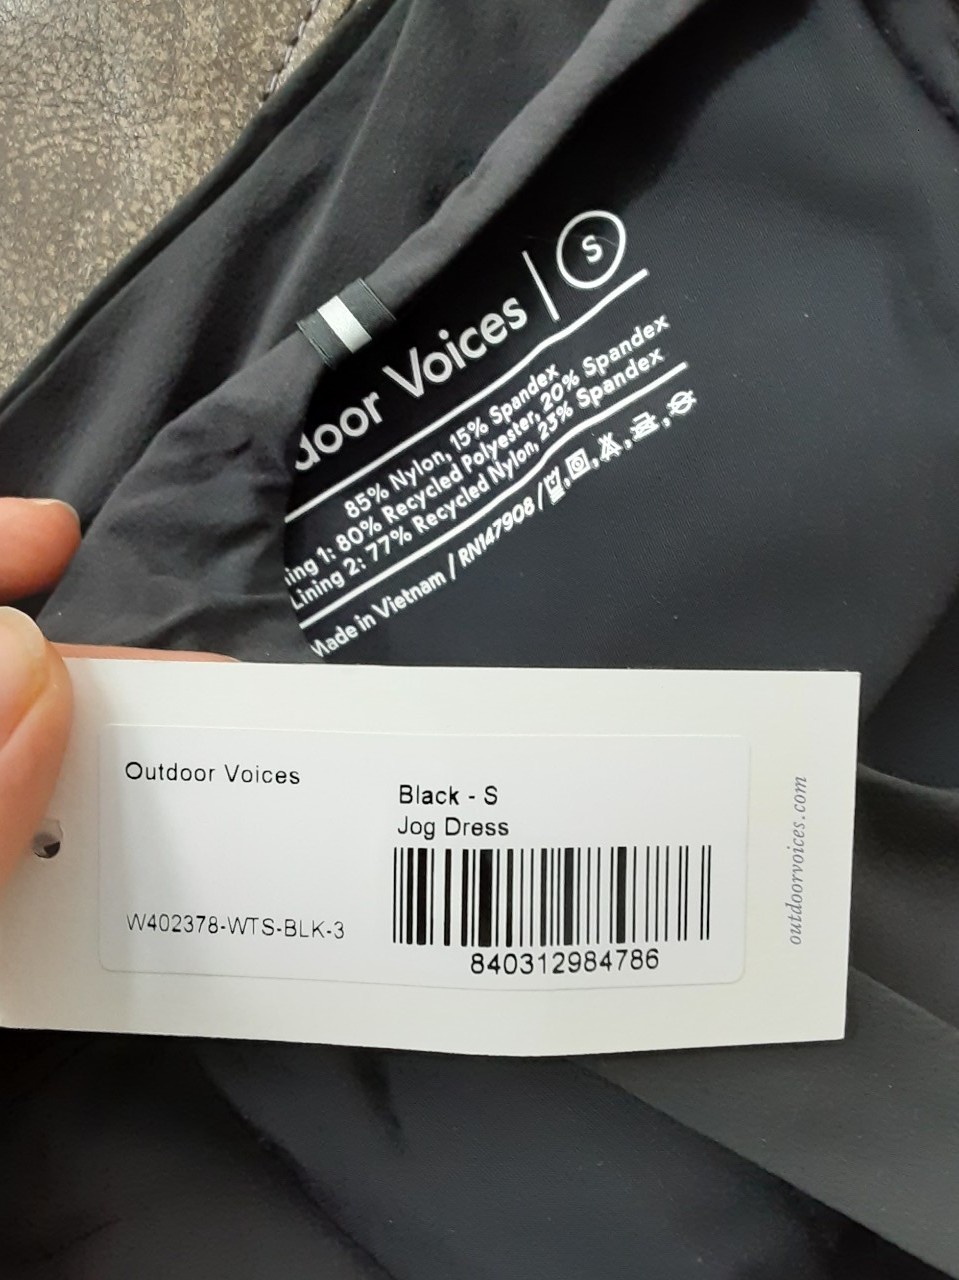 door Voices | S
85% Nylon, 15% Spandex
ing 1: 80% Recycled Polyester, 20% Spandex
Lining 2: 77% Recycled Nylon, 23% Spandex
Made in Vietnam / RN147908 /
Outdoor Voices
Black - S
Jog Dress
W402378-WTS-BLK-3
840312984786
outdoorvoices.com